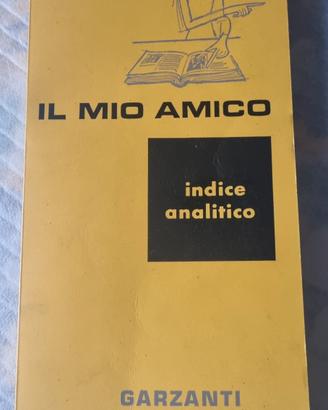 IL MIO AMICO
indice
analitico
GARZANTI